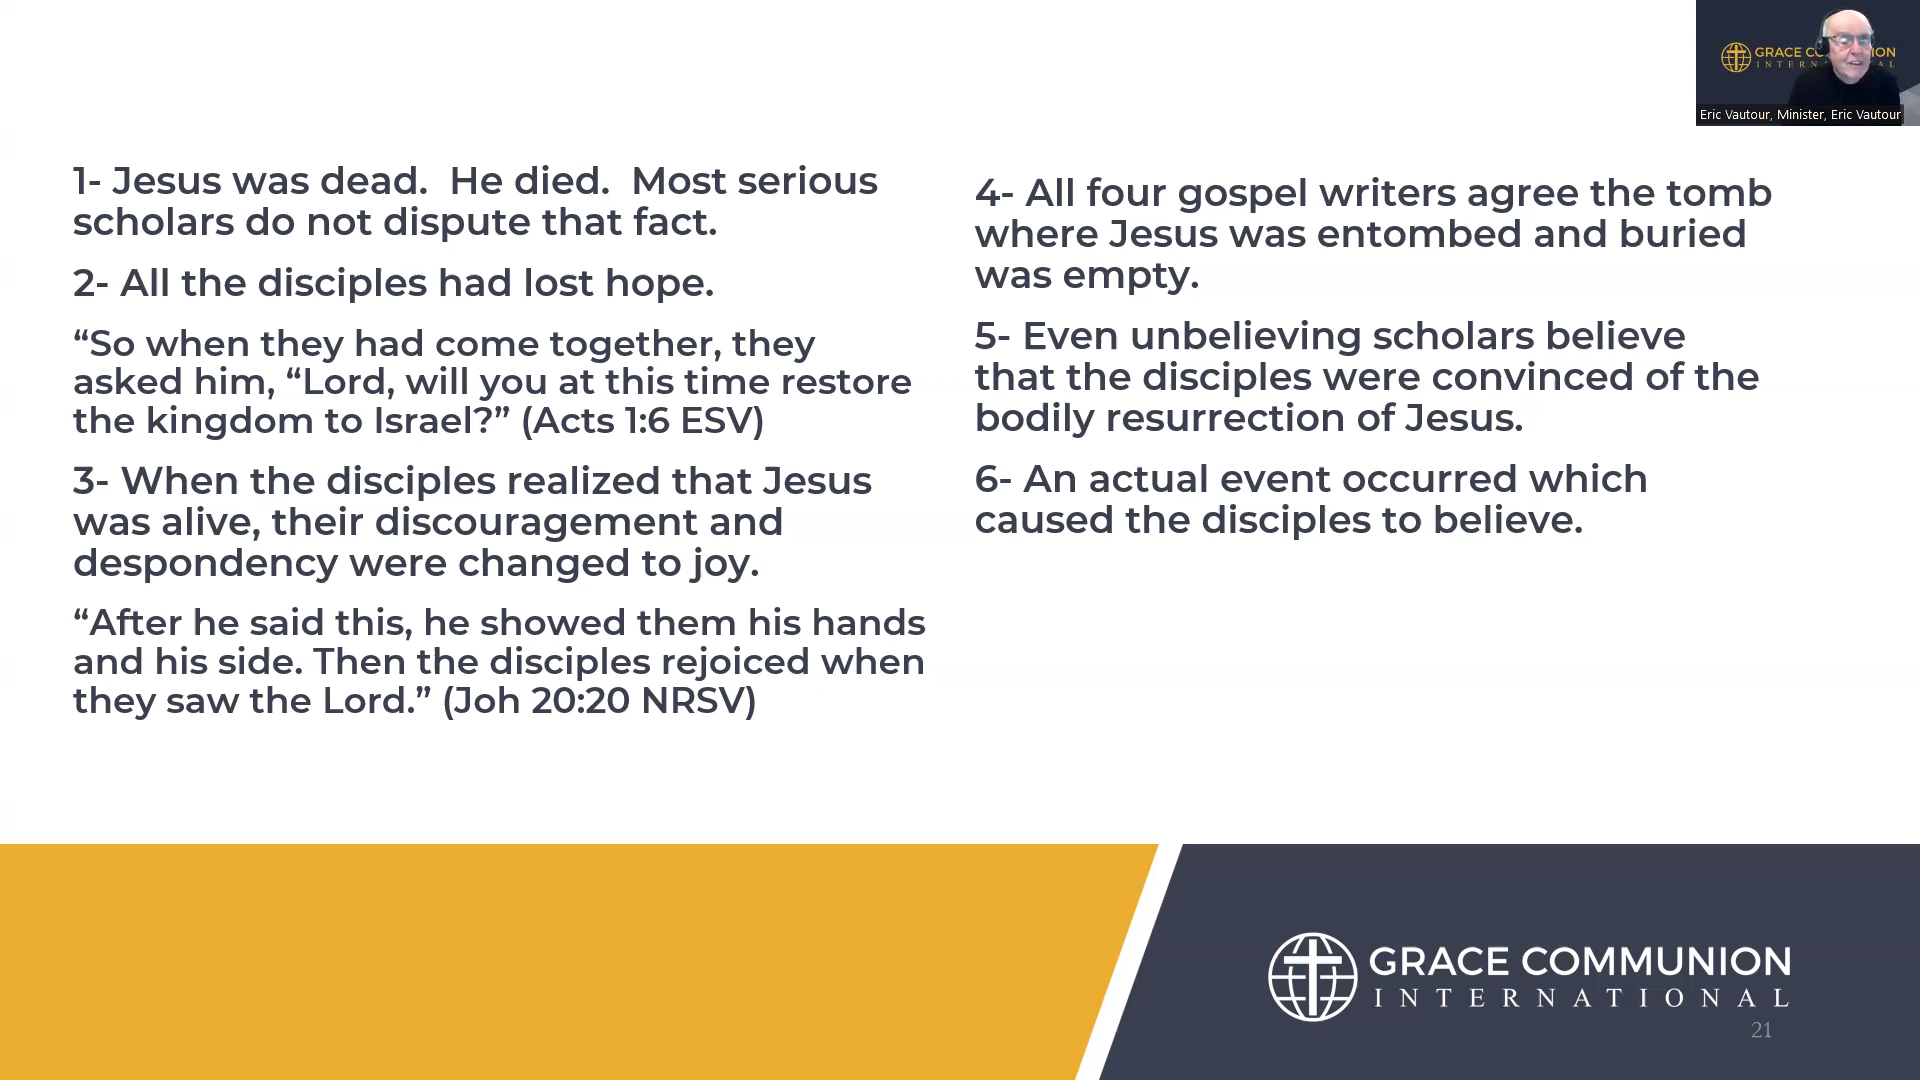 GRACE COMMUNION
INTERNATIONAL
Eric Vautour, Minister, Eric Vautour
1- Jesus was dead.  He died.  Most serious
scholars do not dispute that fact.
2- All the disciples had lost hope.
“So when they had come together, they
asked him, “Lord, will you at this time restore
the kingdom to Israel?” (Acts 1:6 ESV)
3- When the disciples realized that Jesus
was alive, their discouragement and
despondency were changed to joy.
“After he said this, he showed them his hands
and his side. Then the disciples rejoiced when
they saw the Lord.” (Joh 20:20 NRSV)
4- All four gospel writers agree the tomb
where Jesus was entombed and buried
was empty.
5- Even unbelieving scholars believe
that the disciples were convinced of the
bodily resurrection of Jesus.
6- An actual event occurred which
caused the disciples to believe.
GRACE COMMUNION
INTERNATIONAL
21